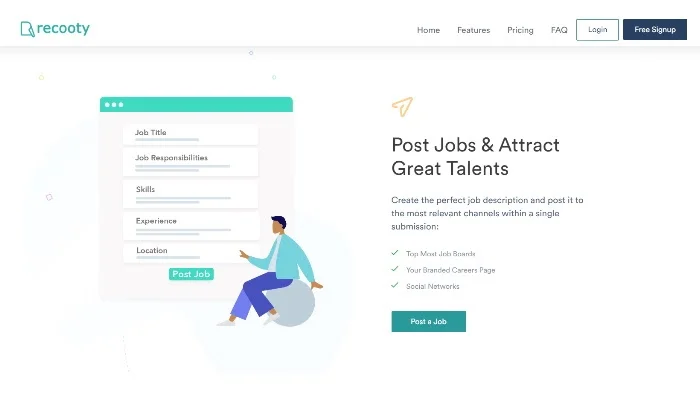 recooty
Home Features Pricing FAQ Login Free Signup
Job Title
Job Responsibilities
Skills
Experience
Location
Post Job
Post Jobs & Attract
Great Talents
Create the perfect job description and post it to
the most relevant channels within a single
submission:
Top Most Job Boards
Your Branded Careers Page
Social Networks
Post a Job